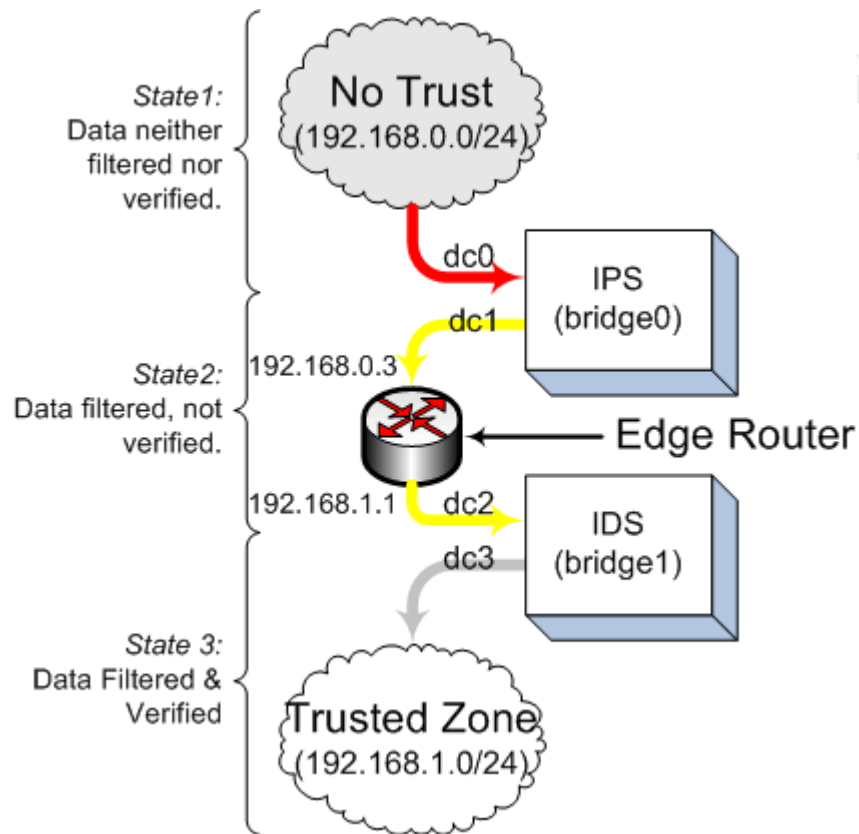 State1:
Data neither
filtered nor
verified.
No Trust
(192.168.0.0/24)
dc0
IPS
(bridge0)
dc1
192.168.0.3
State2:
Data filtered, not
verified.
Edge Router
192.168.1.1
dc2
IDS
(bridge1)
dc3
State 3:
Data Filtered &
Verified
Trusted Zone
(192.168.1.0/24)